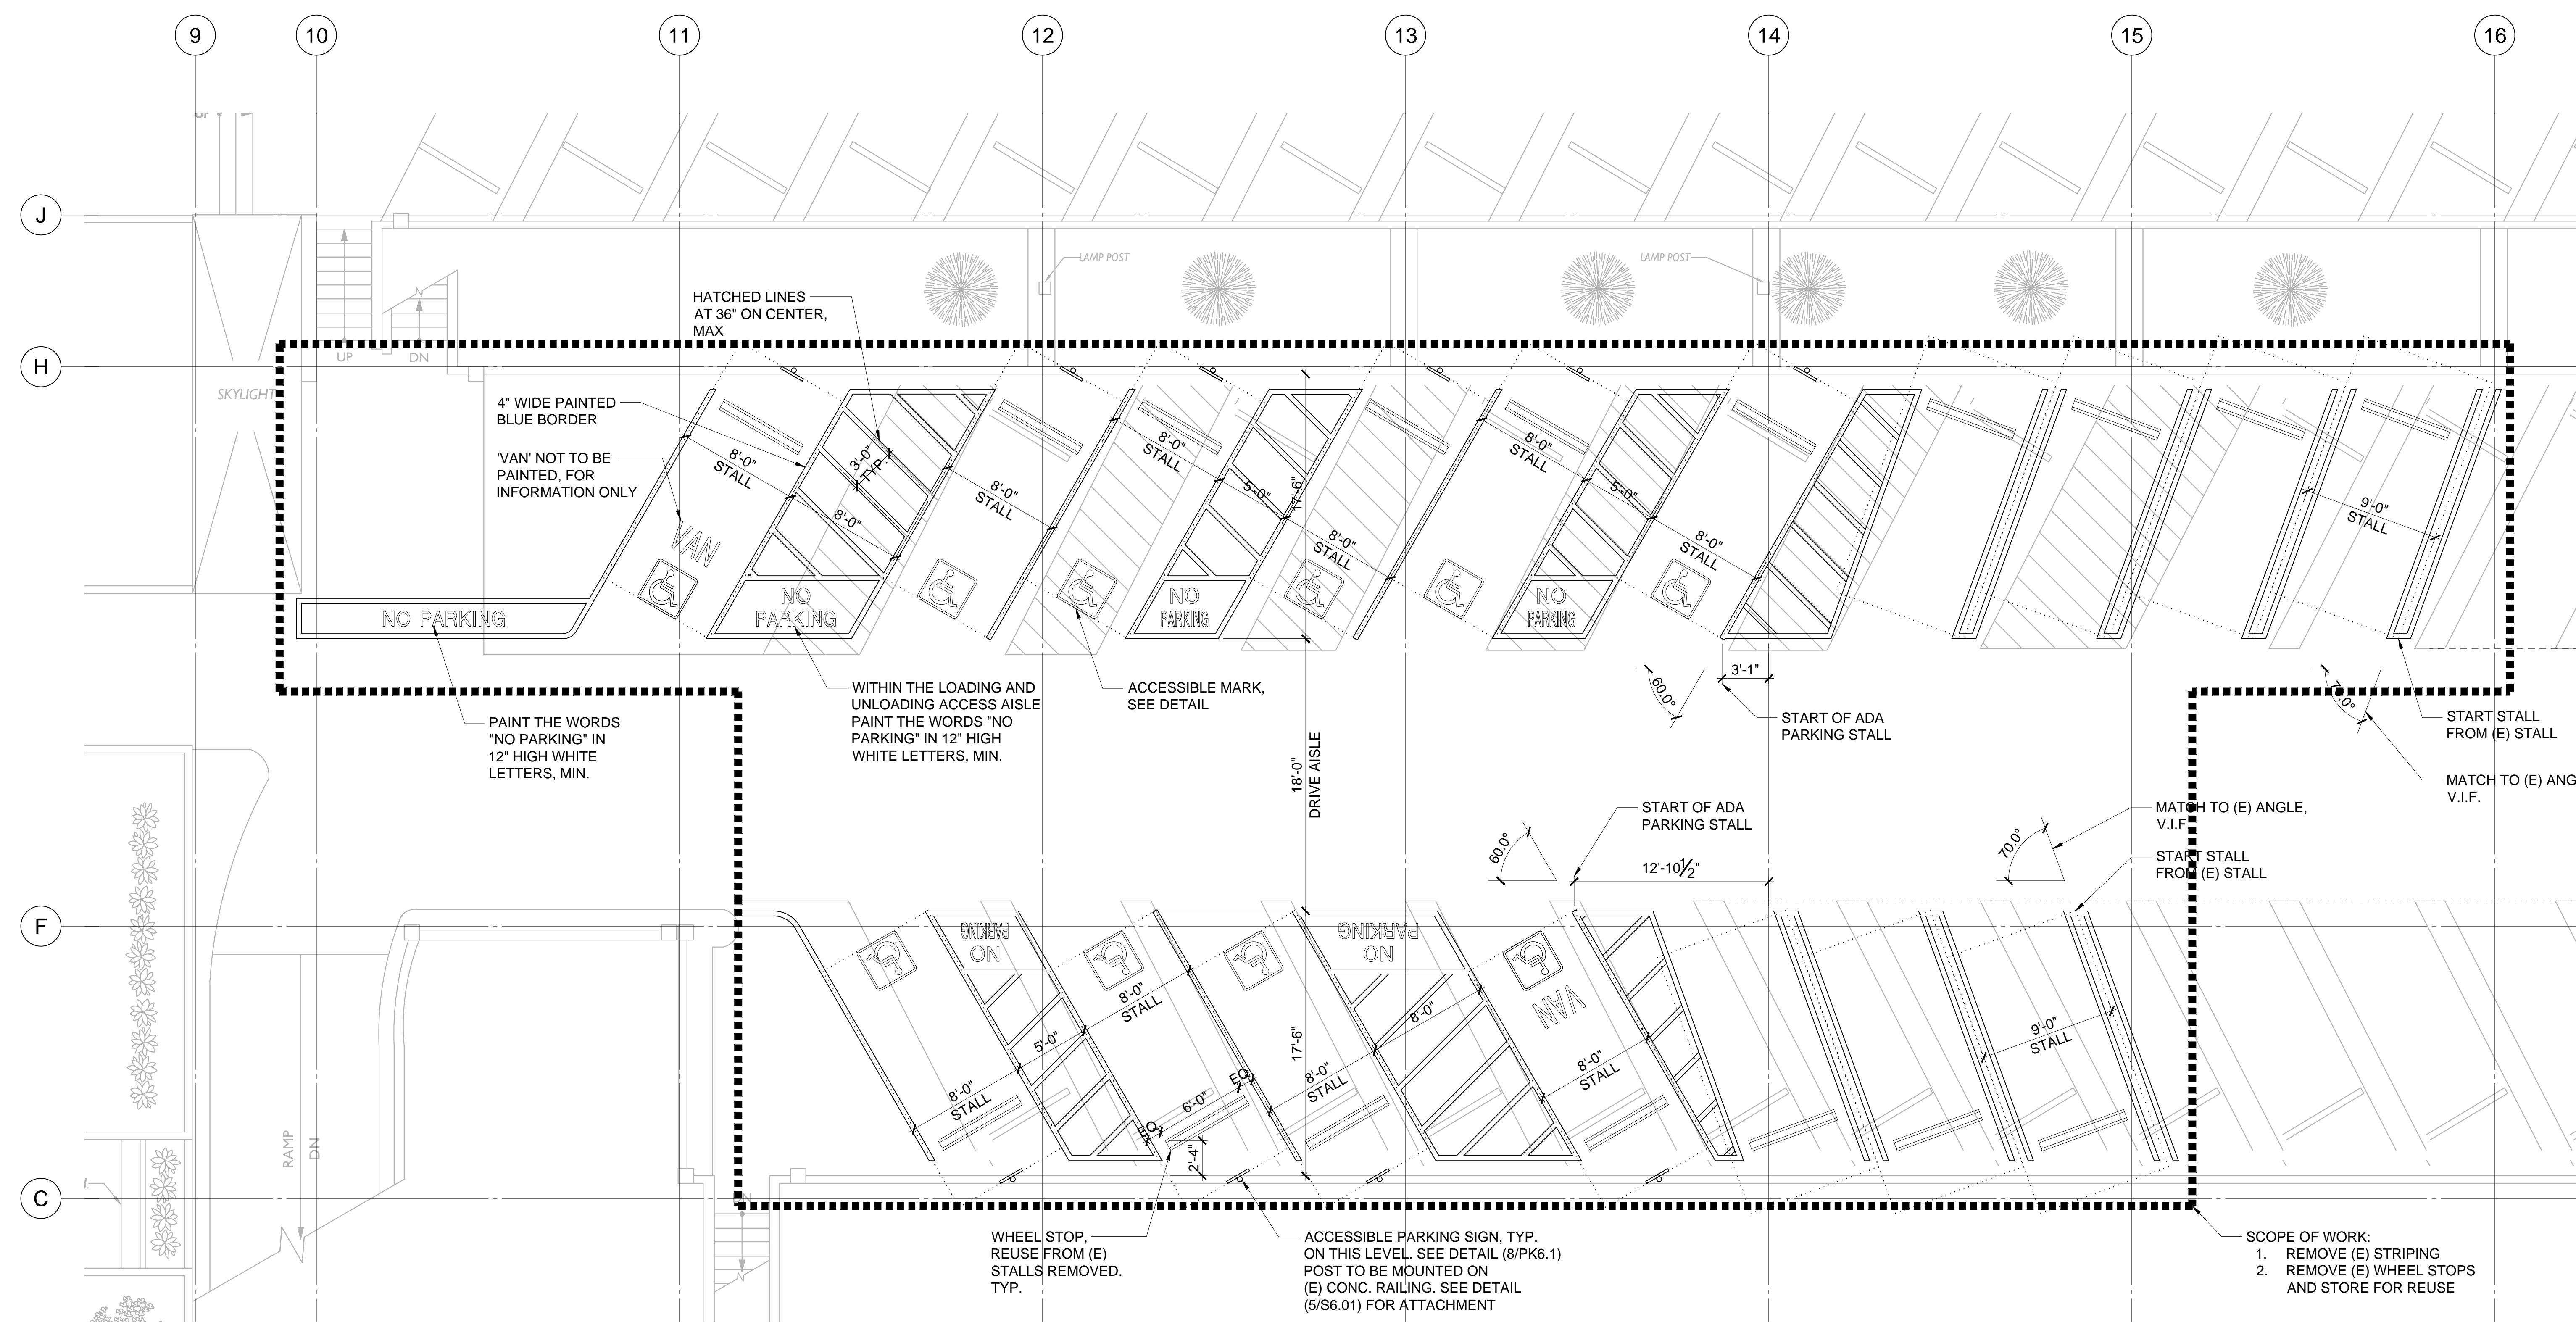 9
10
11
12
13
14
15
16
J
H
F
C
UP
LAMP POST
LAMP POST
UP
DN
SKYLIGHT
HATCHED LINES
AT 36" ON CENTER,
MAX
4" WIDE PAINTED
BLUE BORDER
'VAN' NOT TO BE
PAINTED, FOR
INFORMATION ONLY
8'-0"
STALL
3'-0"
TYP.
8'-0"
8'-0"
STALL
8'-0"
STALL
5'-0"
17'-6"
8'-0"
STALL
8'-0"
STALL
5'-0"
8'-0"
STALL
9'-0"
STALL
VAN
NO PARKING
NO
PARKING
NO
PARKING
NO
PARKING
PAINT THE WORDS
"NO PARKING" IN
12" HIGH WHITE
LETTERS, MIN.
WITHIN THE LOADING AND
UNLOADING ACCESS AISLE
PAINT THE WORDS "NO
PARKING" IN 12" HIGH
WHITE LETTERS, MIN.
ACCESSIBLE MARK,
SEE DETAIL
60.0°
3'-1"
START OF ADA
PARKING STALL
70.0°
START STALL
FROM (E) STALL
MATCH TO (E) ANG
V.I.F.
18'-0"
DRIVE AISLE
START OF ADA
PARKING STALL
60.0°
12'-10 1/2"
70.0°
MATCH TO (E) ANGLE,
V.I.F.
START STALL
FROM (E) STALL
NO
PARKING
NO
PARKING
VAN
8'-0"
STALL
5'-0"
8'-0"
STALL
6'-0"
EQ
EQ
2'-4"
17'-6"
8'-0"
STALL
8'-0"
8'-0"
STALL
9'-0"
STALL
RAMP
DN
DN
WHEEL STOP,
REUSE FROM (E)
STALLS REMOVED.
TYP.
ACCESSIBLE PARKING SIGN, TYP.
ON THIS LEVEL. SEE DETAIL (8/PK6.1)
POST TO BE MOUNTED ON
(E) CONC. RAILING. SEE DETAIL
(5/S6.01) FOR ATTACHMENT
SCOPE OF WORK:
1. REMOVE (E) STRIPING
2. REMOVE (E) WHEEL STOPS
AND STORE FOR REUSE